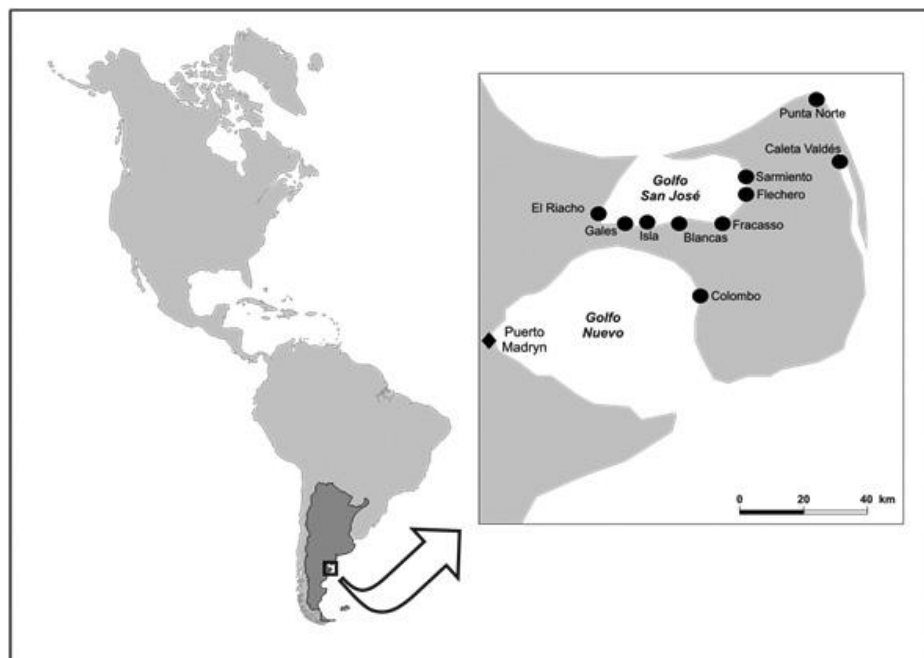 Punta Norte
Caleta Valdés
Golfo
San José
Sarmiento
Flechero
El Riacho
Gales
Isla
Blancas
Fracasso
Colombo
Golfo
Nuevo
Puerto
Madryn
0 20 40 km